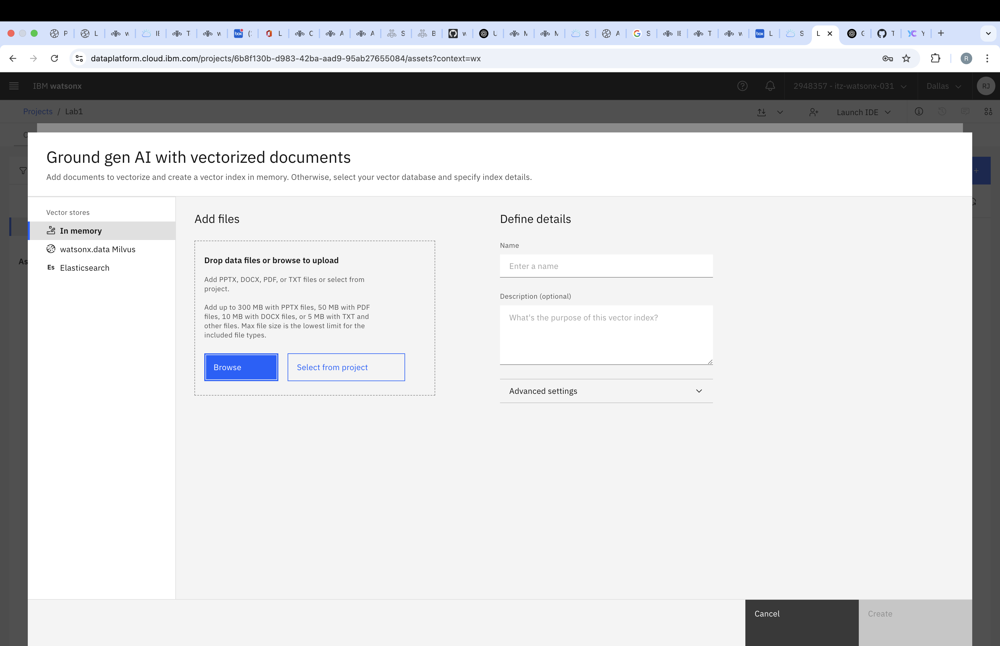 P L w IE T w (: L C A A S B w U M M S A S IE T w L S L G T Y
dataplatform.cloud.ibm.com/projects/6b8f130b-d983-42ba-aad9-95ab27655084/assets?context=wx
R
IBM watsonx
2948357 - itz-watsonx-031
Dallas
RJ
Projects / Lab1
Launch IDE
Ground gen AI with vectorized documents
Add documents to vectorize and create a vector index in memory. Otherwise, select your vector database and specify index details.
Vector stores
In memory
watsonx.data Milvus
Es Elasticsearch
As
Add files
Drop data files or browse to upload
Add PPTX, DOCX, PDF, or TXT files or select from
project.
Add up to 300 MB with PPTX files, 50 MB with PDF
files, 10 MB with DOCX files, or 5 MB with TXT and
other files. Max file size is the lowest limit for the
included file types.
Browse
Select from project
Define details
Name
Enter a name
Description (optional)
What's the purpose of this vector index?
Advanced settings
Cancel
Create